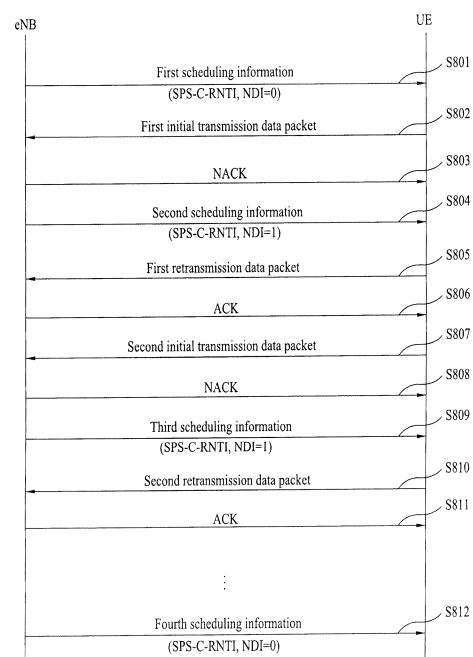 eNB
UE
S801
First scheduling information
(SPS-C-RNTI, NDI=0)
S802
First initial transmission data packet
S803
NACK
S804
Second scheduling information
(SPS-C-RNTI, NDI=1)
S805
First retransmission data packet
S806
ACK
S807
Second initial transmission data packet
S808
NACK
S809
Third scheduling information
(SPS-C-RNTI, NDI=1)
S810
Second retransmission data packet
S811
ACK
S812
Fourth scheduling information
(SPS-C-RNTI, NDI=0)